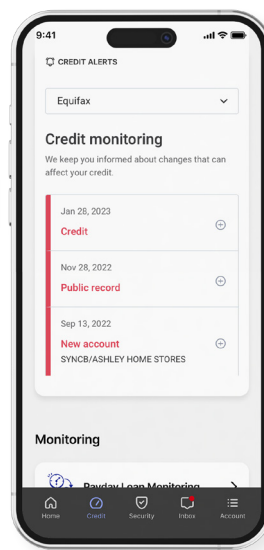 9:41
CREDIT ALERTS
Equifax
Credit monitoring
We keep you informed about changes that can
affect your credit.
Jan 28, 2023
Credit
Nov 28, 2022
Public record
Sep 13, 2022
New account
SYNCB/ASHLEY HOME STORES
Monitoring
Payday Loan Monitoring
Home Credit Security Inbox Account